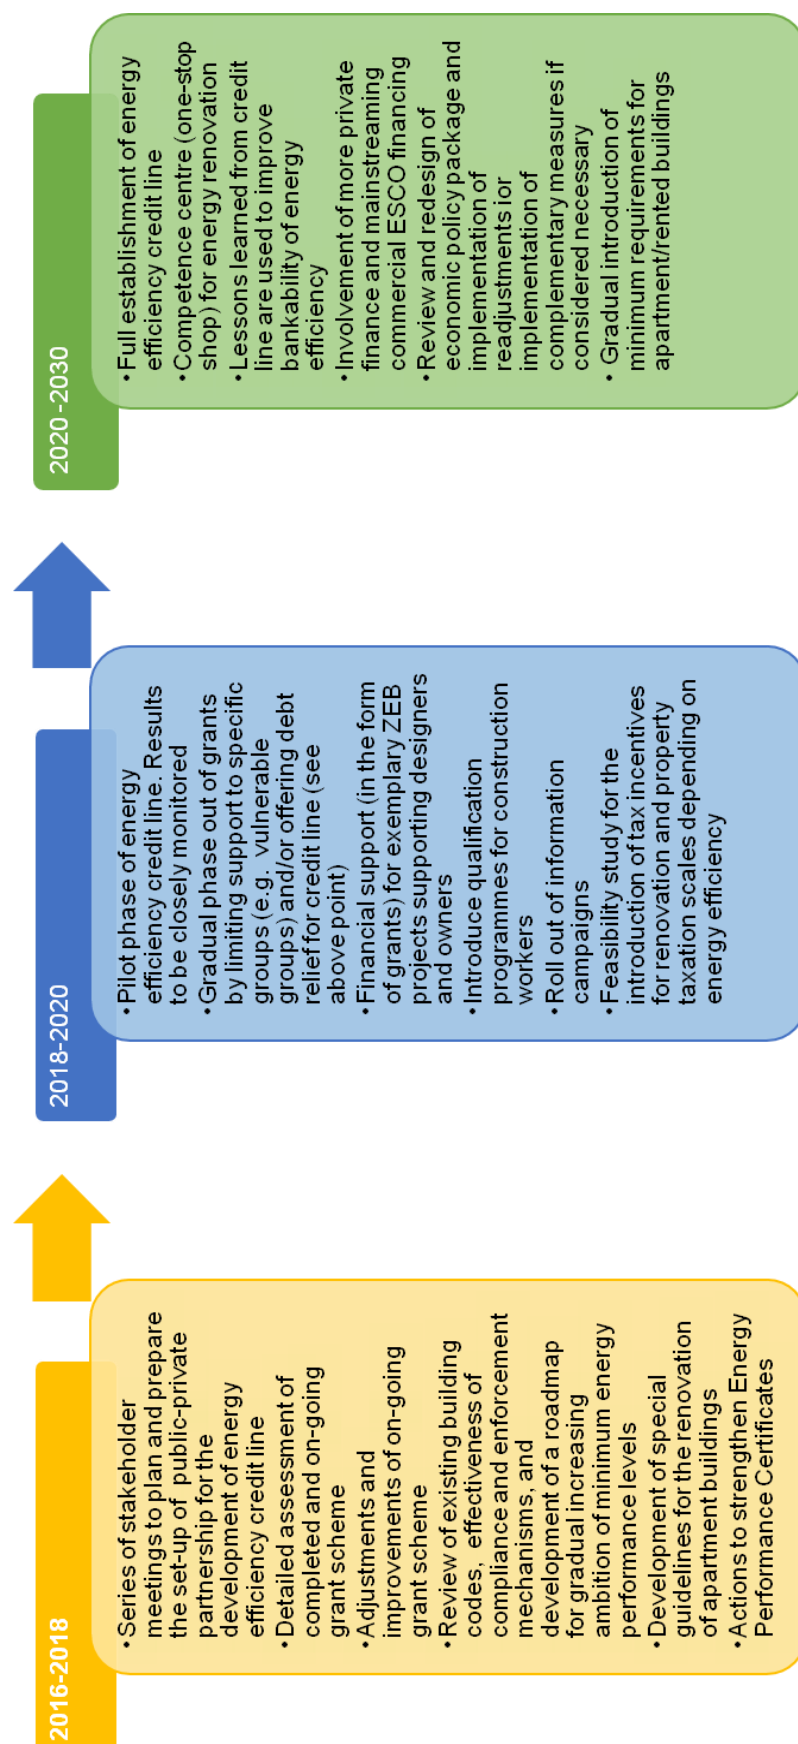 2016-2018
•Series of stakeholder
meetings to plan and prepare
the set-up of public-private
partnership for the
development of energy
efficiency credit line
•Detailed assessment of
completed and on-going
grant scheme
•Adjustments and
improvements of on-going
grant scheme
•Review of existing building
codes, effectiveness of
compliance and enforcement
mechanisms, and
development of a roadmap
for gradual increasing
ambition of minimum energy
performance levels
•Development of special
guidelines for the renovation
of apartment buildings
•Actions to strengthen Energy
Performance Certificates
2018-2020
•Pilot phase of energy
efficiency credit line. Results
to be closely monitored
•Gradual phase out of grants
by limiting support to specific
groups (e.g. vulnerable
groups) and/or offering debt
relief for credit line (see
above point)
•Financial support (in the form
of grants) for exemplary ZEB
projects supporting designers
and owners
•Introduce qualification
programmes for construction
workers
•Roll out of information
campaigns
•Feasibility study for the
introduction of tax incentives
for renovation and property
taxation scales depending on
energy efficiency
2020-2030
•Full establishment of energy
efficiency credit line
•Competence centre (one-stop
shop) for energy renovation
•Lessons learned from credit
line are used to improve
bankability of energy
efficiency
•Involvement of more private
finance and mainstreaming
commercial ESCO financing
•Review and redesign of
economic policy package and
implementation of
readjustments ior
implementation of
complementary measures if
considered necessary
•Gradual introduction of
minimum requirements for
apartment/rented buildings